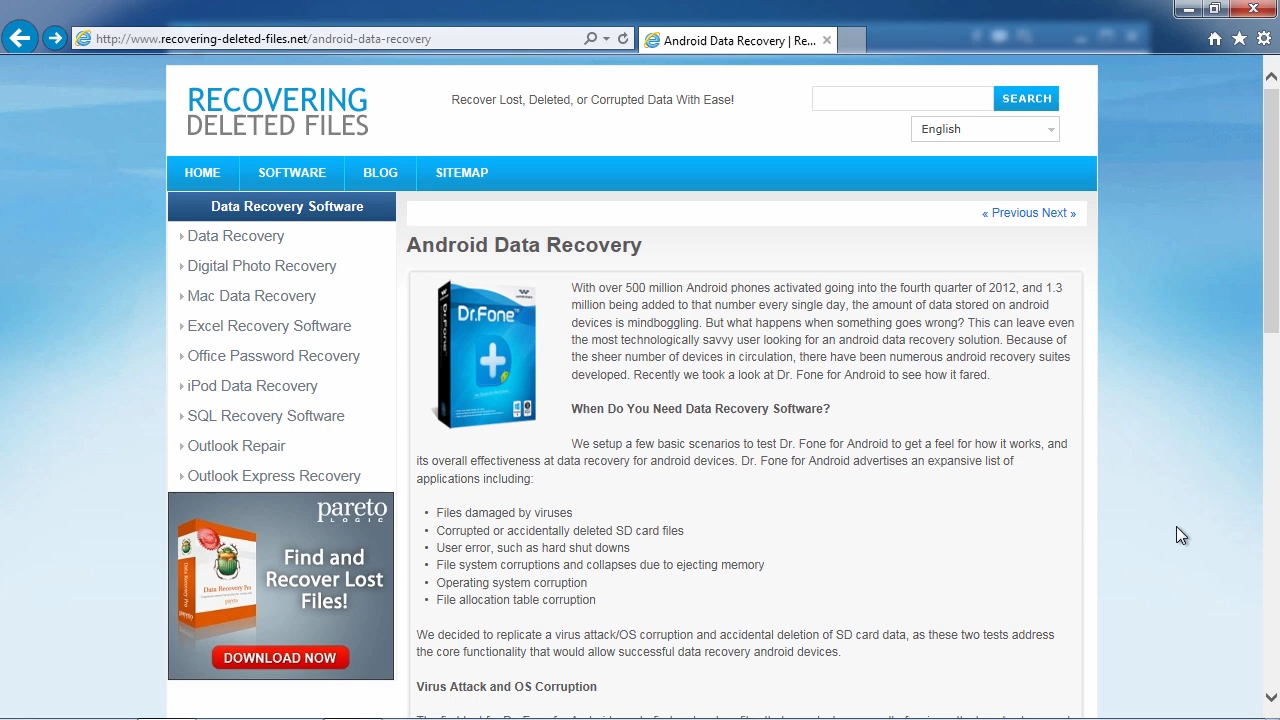 http://www.recovering-deleted-files.net/android-data-recovery
Android Data Recovery | Re...
RECOVERING
DELETED FILES
Recover Lost, Deleted, or Corrupted Data With Ease!
SEARCH
English
HOME
SOFTWARE
BLOG
SITEMAP
Data Recovery Software
Data Recovery
Digital Photo Recovery
Mac Data Recovery
Excel Recovery Software
Office Password Recovery
iPod Data Recovery
SQL Recovery Software
Outlook Repair
Outlook Express Recovery
pareto
LOGIC
Find and
Recover Lost
Files!
Data Recovery Pro
pareto
DOWNLOAD NOW
« Previous Next »
Android Data Recovery
Dr.Fone
Dr.Fone™
With over 500 million Android phones activated going into the fourth quarter of 2012, and 1.3
million being added to that number every single day, the amount of data stored on android
devices is mindboggling. But what happens when something goes wrong? This can leave even
the most technologically savvy user looking for an android data recovery solution. Because of
the sheer number of devices in circulation, there have been numerous android recovery suites
developed. Recently we took a look at Dr. Fone for Android to see how it fared.
When Do You Need Data Recovery Software?
We setup a few basic scenarios to test Dr. Fone for Android to get a feel for how it works, and
its overall effectiveness at data recovery for android devices. Dr. Fone for Android advertises an expansive list of
applications including:
• Files damaged by viruses
• Corrupted or accidentally deleted SD card files
• User error, such as hard shut downs
• File system corruptions and collapses due to ejecting memory
• Operating system corruption
• File allocation table corruption
We decided to replicate a virus attack/OS corruption and accidental deletion of SD card data, as these two tests address
the core functionality that would allow successful data recovery android devices.
Virus Attack and OS Corruption